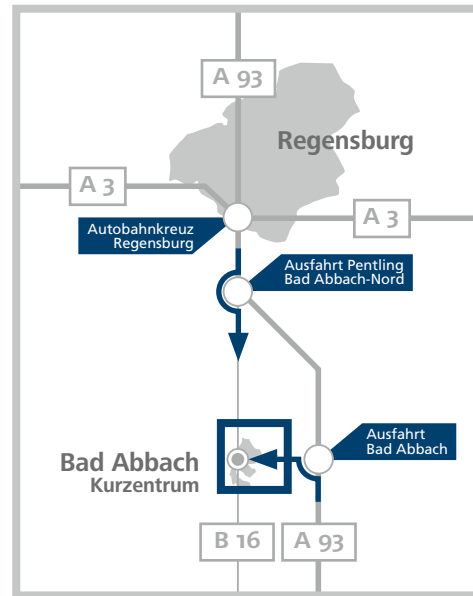 A 93
Regensburg
A 3
A 3
Autobahnkreuz
Regensburg
Ausfahrt Pentling
Bad Abbach-Nord
Ausfahrt
Bad Abbach
Bad Abbach
Kurzentrum
B 16
A 93